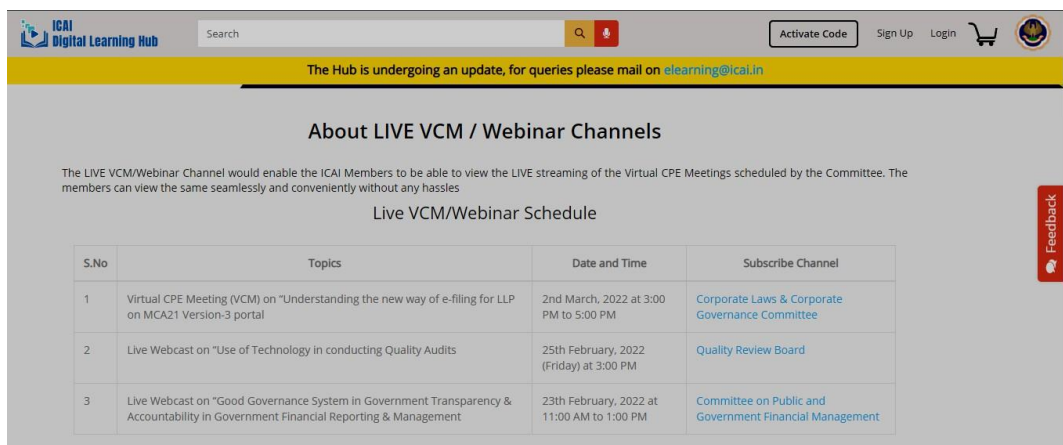 ICAI
Digital Learning Hub
Search
Activate Code
Sign Up
Login
The Hub is undergoing an update, for queries please mail on elearning@icai.in
About LIVE VCM / Webinar Channels
The LIVE VCM/Webinar Channel would enable the ICAI Members to be able to view the LIVE streaming of the Virtual CPE Meetings scheduled by the Committee. The
members can view the same seamlessly and conveniently without any hassles
Live VCM/Webinar Schedule
Feedback
S.No
Topics
Date and Time
Subscribe Channel
1
Virtual CPE Meeting (VCM) on "Understanding the new way of e-filing for LLP
on MCA21 Version-3 portal
2nd March, 2022 at 3:00
PM to 5:00 PM
Corporate Laws & Corporate
Governance Committee
2
Live Webcast on "Use of Technology in conducting Quality Audits
25th February, 2022
(Friday) at 3:00 PM
Quality Review Board
3
Live Webcast on "Good Governance System in Government Transparency &
Accountability in Government Financial Reporting & Management
23th February, 2022 at
11:00 AM to 1:00 PM
Committee on Public and
Government Financial Management